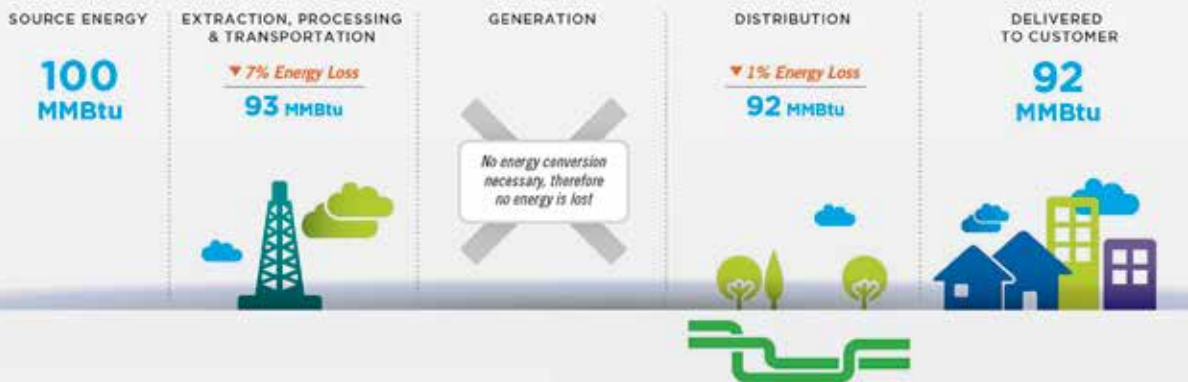 SOURCE ENERGY
100
MMBtu
EXTRACTION, PROCESSING
& TRANSPORTATION
▼ 7% Energy Loss
93 MMBtu
GENERATION
No energy conversion
necessary, therefore
no energy is lost
DISTRIBUTION
▼ 1% Energy Loss
92 MMBtu
DELIVERED
TO CUSTOMER
92
MMBtu